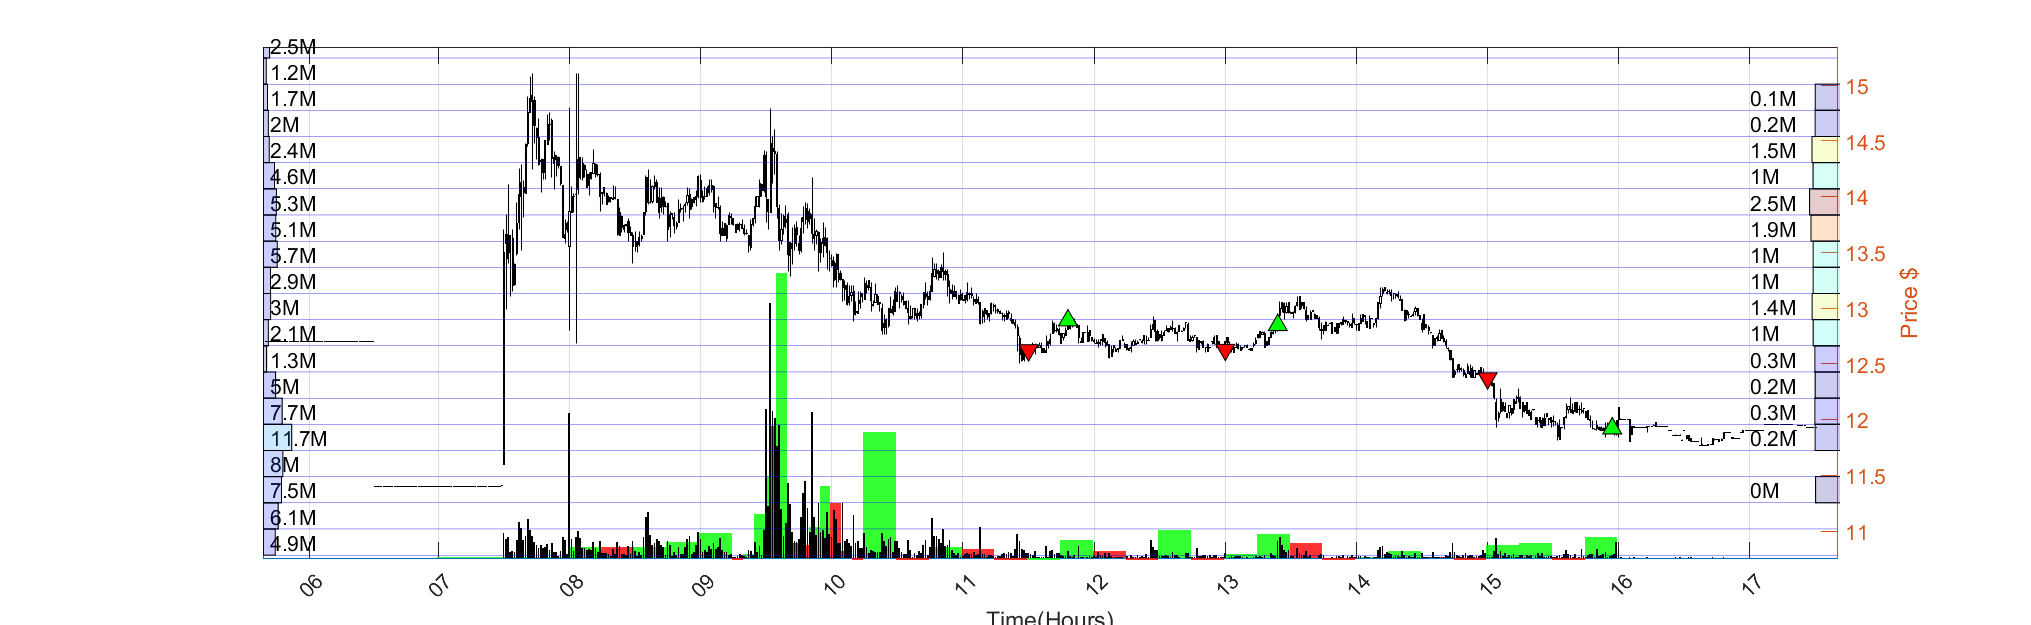 2.5M
1.2M
1.7M
2M
2.4M
4.6M
5.3M
5.1M
5.7M
2.9M
3M
2.1M
1.3M
5M
7.7M
11.7M
8M
7.5M
6.1M
4.9M
0.1M
0.2M
1.5M
1M
2.5M
1.9M
1M
1M
1.4M
1M
0.3M
0.2M
0.3M
0.2M
0M
15
14.5
14
13.5
13
12.5
12
11.5
11
Price $
06 07 08 09 10 11 12 13 14 15 16 17
Time(Hours)